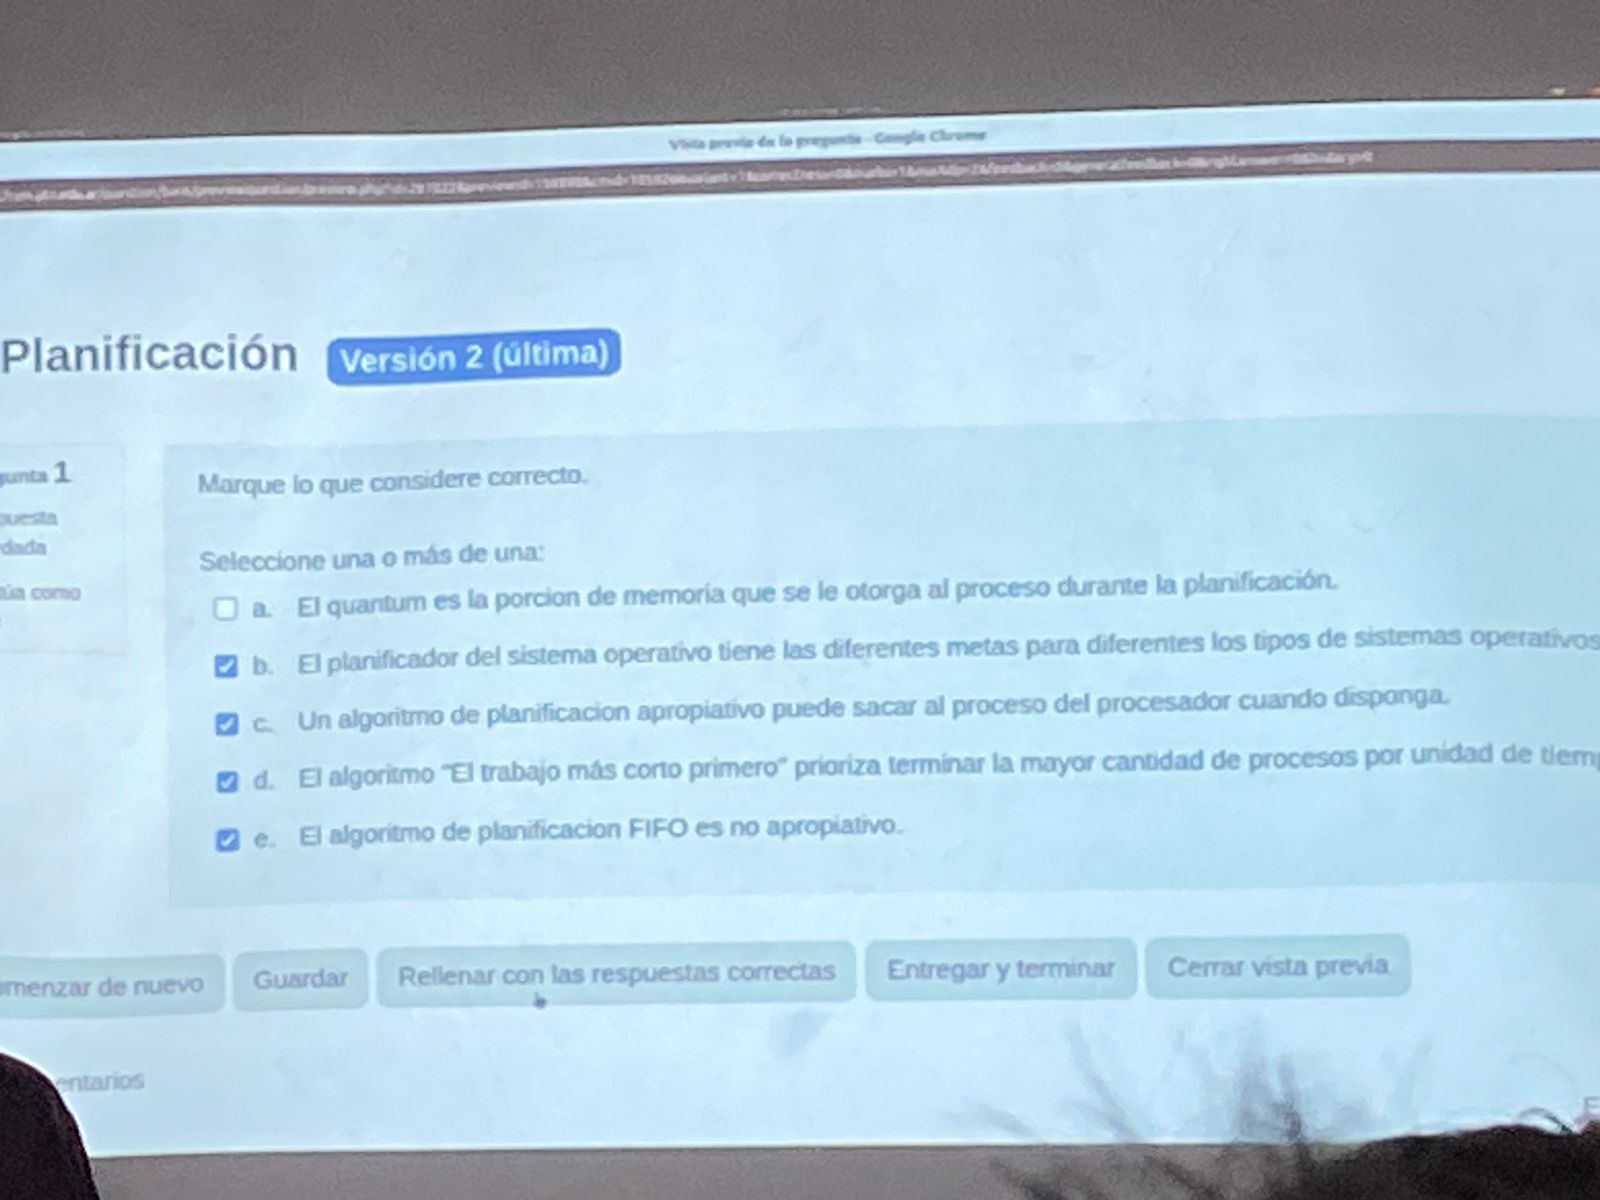 Vista previa de la pregunta - Google Chrome
Planificación Versión 2 (última)
gunta 1
puesta
dada
túa como
Marque lo que considere correcto.
Seleccione una o más de una:
a. El quantum es la porcion de memoria que se le otorga al proceso durante la planificación.
b. El planificador del sistema operativo tiene las diferentes metas para diferentes los tipos de sistemas operativos
c. Un algoritmo de planificacion apropiativo puede sacar al proceso del procesador cuando disponga.
d. El algoritmo "El trabajo más corto primero" prioriza terminar la mayor cantidad de procesos por unidad de tiem
e. El algoritmo de planificacion FIFO es no apropiativo.
menzar de nuevo Guardar Rellenar con las respuestas correctas Entregar y terminar Cerrar vista previa
entarios